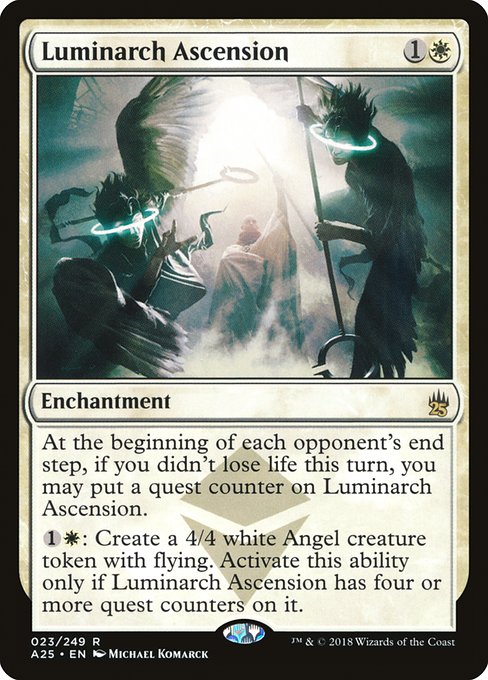 Luminarch Ascension 1
Enchantment 25
At the beginning of each opponent's end
step, if you didn't lose life this turn, you
may put a quest counter on Luminarch
Ascension.
1: Create a 4/4 white Angel creature
token with flying. Activate this ability
only if Luminarch Ascension has four or
more quest counters on it.
023/249 R
A25 • EN Michael Komarck
™ & © 2018 Wizards of the Coast